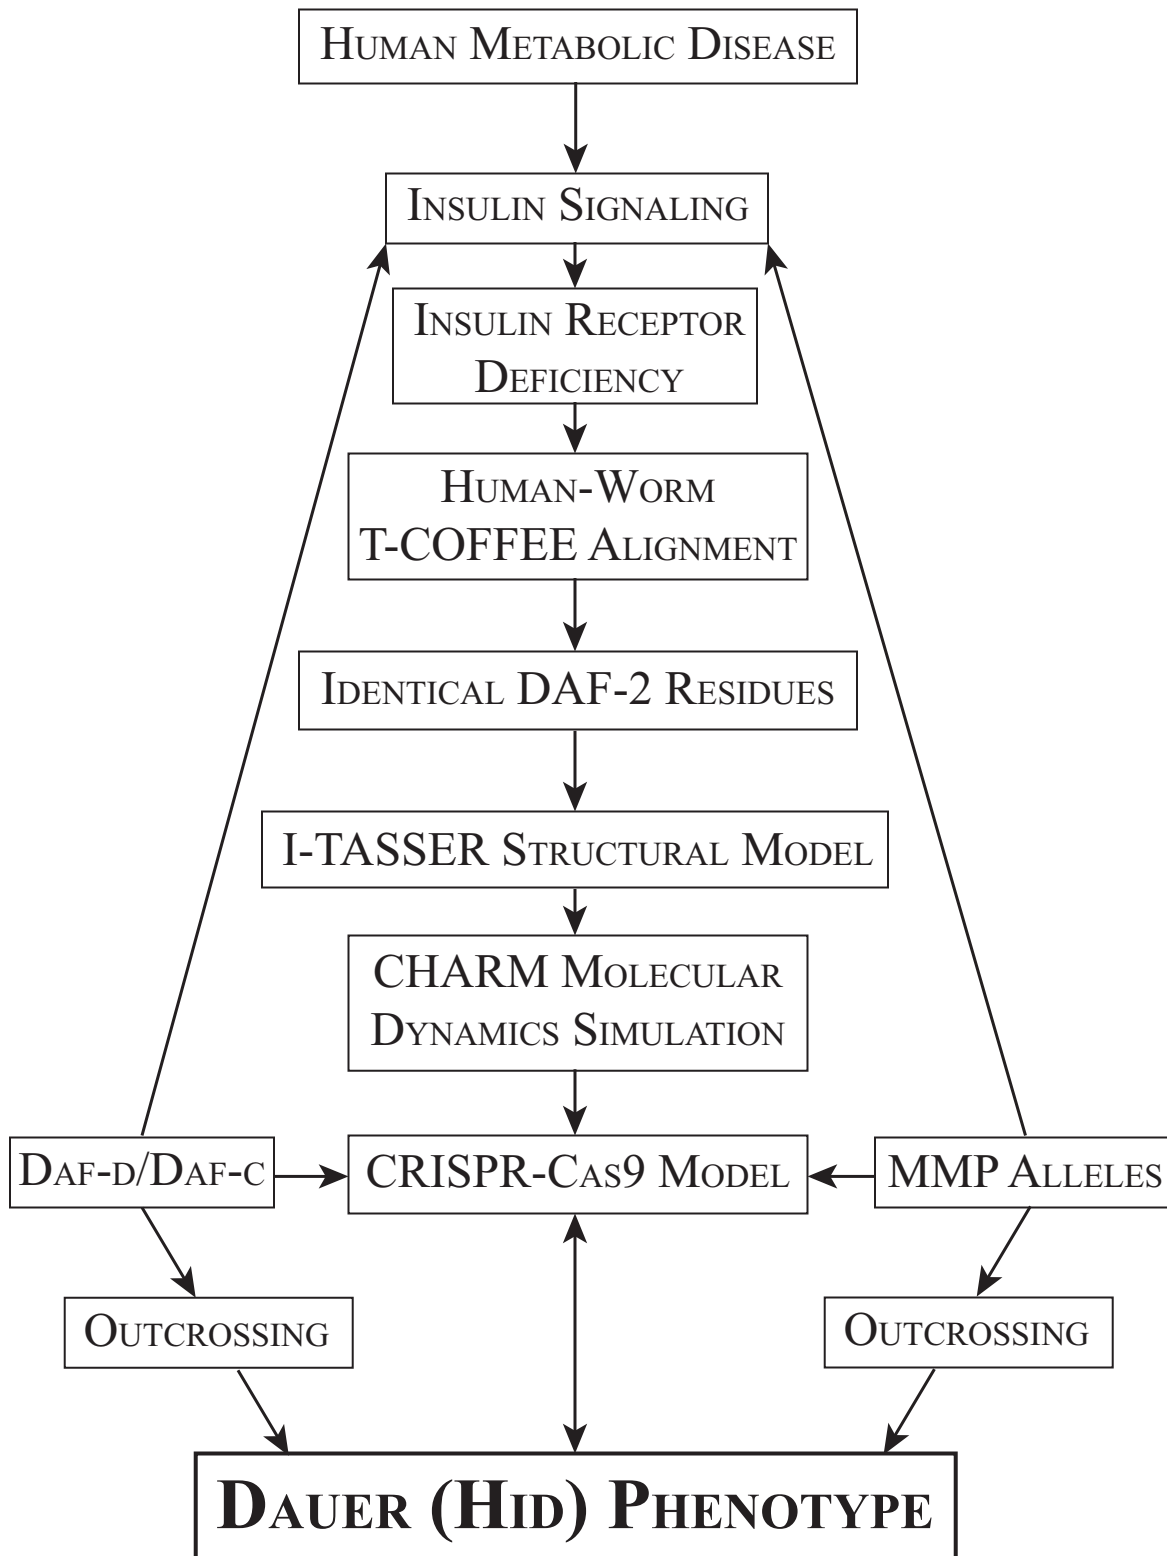 Human Metabolic Disease
Insulin Signaling
Insulin Receptor
Deficiency
Human-Worm
T-COFFEE Alignment
Identical DAF-2 Residues
I-TASSER Structural Model
CHARM Molecular
Dynamics Simulation
Daf-d/Daf-c
CRISPR-Cas9 Model
MMP Alleles
Outcrossing
Outcrossing
Dauer (Hid) Phenotype